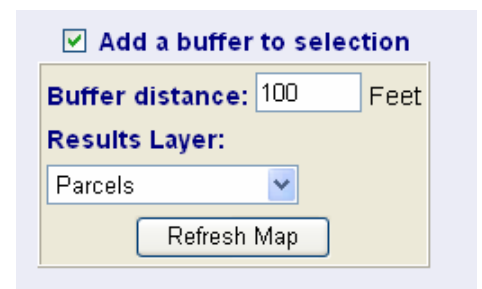 Add a buffer to selection
Buffer distance: 100 Feet
Results Layer:
Parcels
Refresh Map